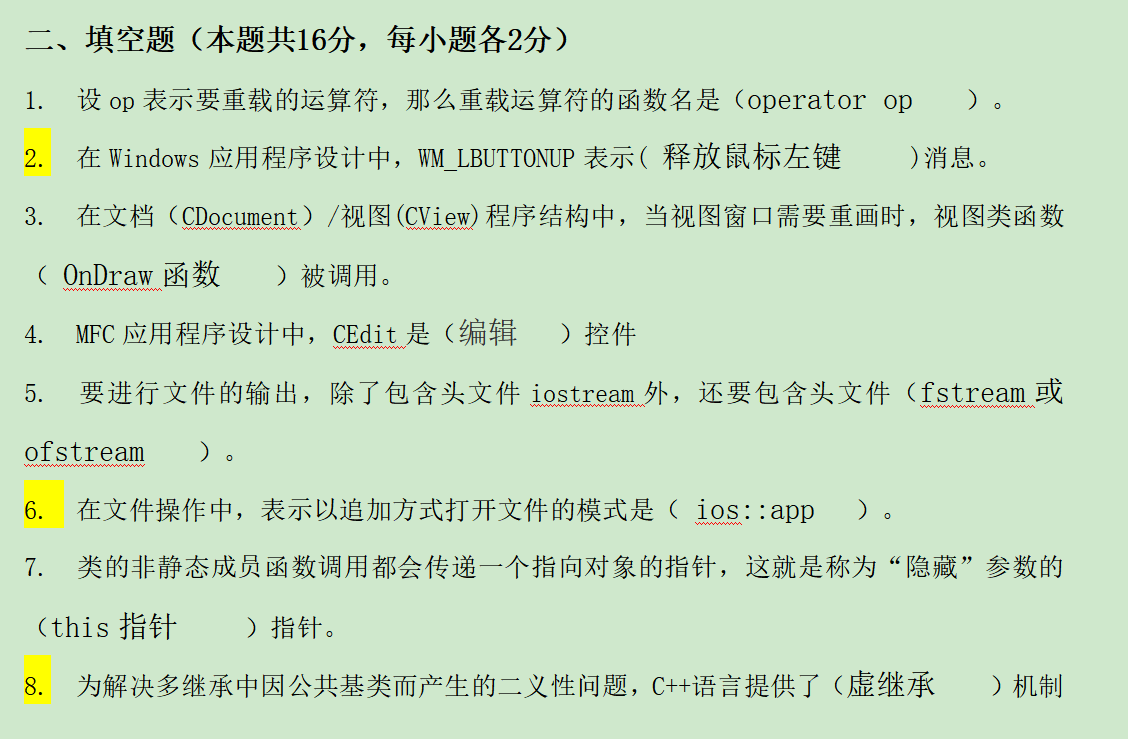 二、填空题（本题共16分，每小题各2分）
1. 设 op 表示要重载的运算符，那么重载运算符的函数名是（operator op ）。
2. 在 Windows 应用程序设计中，WM_LBUTTONUP 表示( 释放鼠标左键 )消息。
3. 在文档（CDocument）/视图(CView)程序结构中，当视图窗口需要重画时，视图类函数
（ OnDraw 函数 ）被调用。
4. MFC 应用程序设计中，CEdit 是（编辑 ）控件
5. 要进行文件的输出，除了包含头文件 iostream 外，还要包含头文件（fstream 或
ofstream ）。
6. 在文件操作中，表示以追加方式打开文件的模式是（ ios::app ）。
7. 类的非静态成员函数调用都会传递一个指向对象的指针，这就是称为“隐藏”参数的
（this 指针 ）指针。
8. 为解决多继承中因公共基类而产生的二义性问题，C++语言提供了（虚继承 ）机制